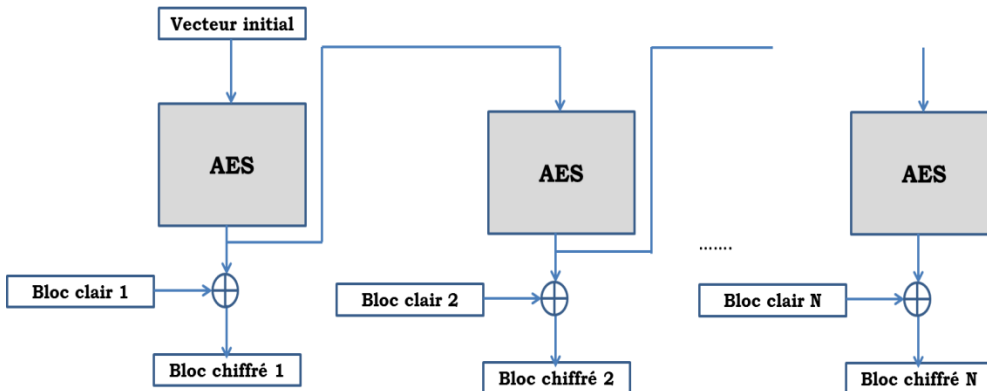 Vecteur initial
AES
AES
AES
.......
Bloc clair 1
Bloc clair 2
Bloc clair N
Bloc chiffré 1
Bloc chiffré 2
Bloc chiffré N